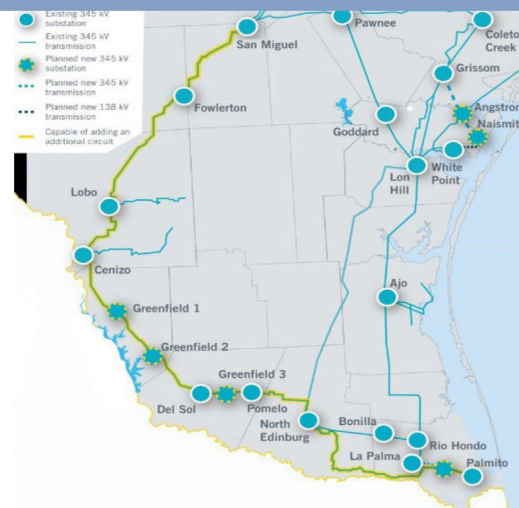 Existing 345 kV
substation
Existing 345 kV
transmission
Planned new 345 kV
substation
Planned new 345 kV
transmission
Planned new 138 kV
transmission
Capable of adding an
additional circuit
Pawnee
San Miguel
Coleto
Creek
Grissom
Fowlerton
Angstrom
Naismit
Goddard
Lon
Hill
White
Point
Lobo
Cenizo
Ajo
Greenfield 1
Greenfield 2
Greenfield 3
Del Sol
Pomelo
North
Edinburg
Bonilla
Rio Hondo
La Palma
Palmito